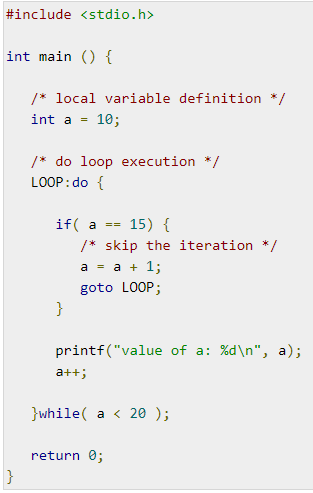 #include <stdio.h>

int main () {

   /* local variable definition */
   int a = 10;

   /* do loop execution */
   LOOP:do {

      if( a == 15) {
         /* skip the iteration */
         a = a + 1;
         goto LOOP;
      }

      printf("value of a: %d\n", a);
      a++;

   }while( a < 20 );

   return 0;
}